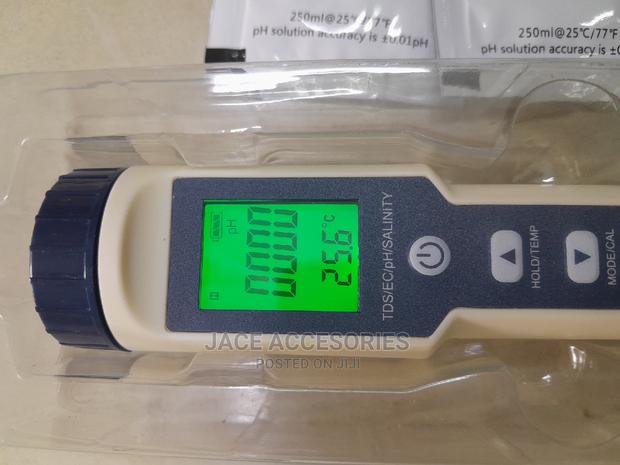 250ml@25℃/77℉
pH solution accuracy is ±0.01pH
250ml@25℃/77℉
pH solution accuracy is
pH
0000
25.6°C
TDS/EC/pH/SALINITY
HOLD/TEMP
MODE/CAL
JACE ACCESORIES
POSTED ON JIJI